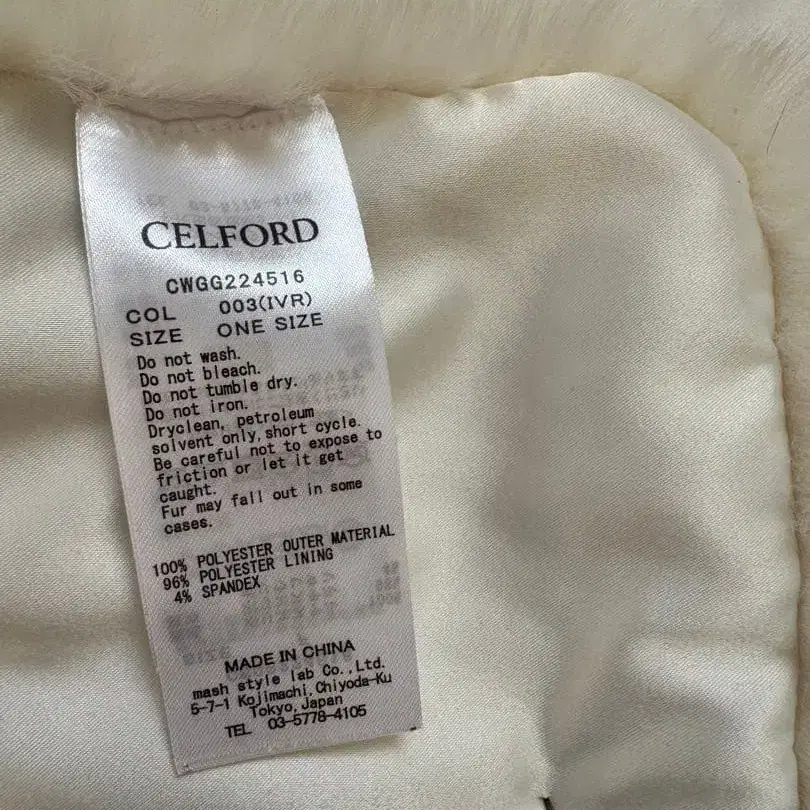 CELFORD
CWGG224516
COL 003(IVR)
SIZE ONE SIZE
Do not wash.
Do not bleach.
Do not tumble dry.
Do not iron.
Dryclean, petroleum
solvent only,short cycle.
Be careful not to expose to
friction or let it get
caught.
Fur may fall out in some
cases.
100% POLYESTER OUTER MATERIAL
96% POLYESTER LINING
4% SPANDEX
MADE IN CHINA
mash style lab Co.,Ltd.
5-7-1 Kojimachi,Chiyoda-Ku
Tokyo,Japan
TEL 03-5778-4105